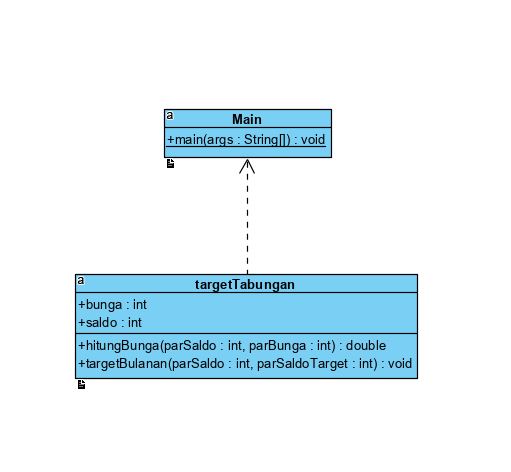 a
Main
+main(args : String[]) : void
a
targetTabungan
+bunga : int
+saldo : int
+hitungBunga(parSaldo : int, parBunga : int) : double
+targetBulanan(parSaldo : int, parSaldoTarget : int) : void